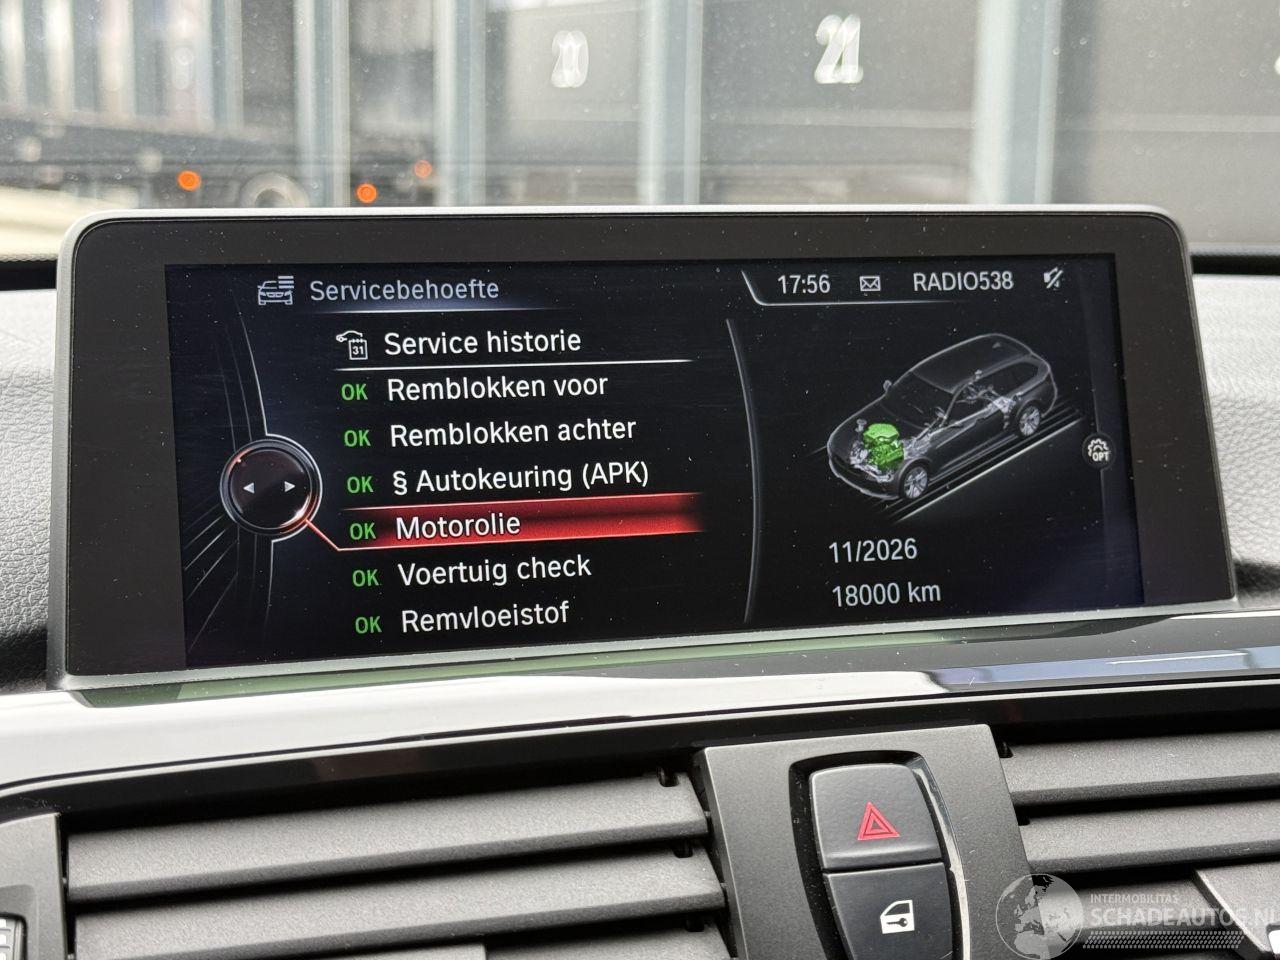 20
21
Servicebehoefte
17:56
RADIO538
31
Service historie
OK Remblokken voor
OK Remblokken achter
OK § Autokeuring (APK)
OK Motorolie
OK Voertuig check
OK Remvloeistof
OPT
11/2026
18000 km
INTERMOBILITAS
SCHADEAUTOS.NL